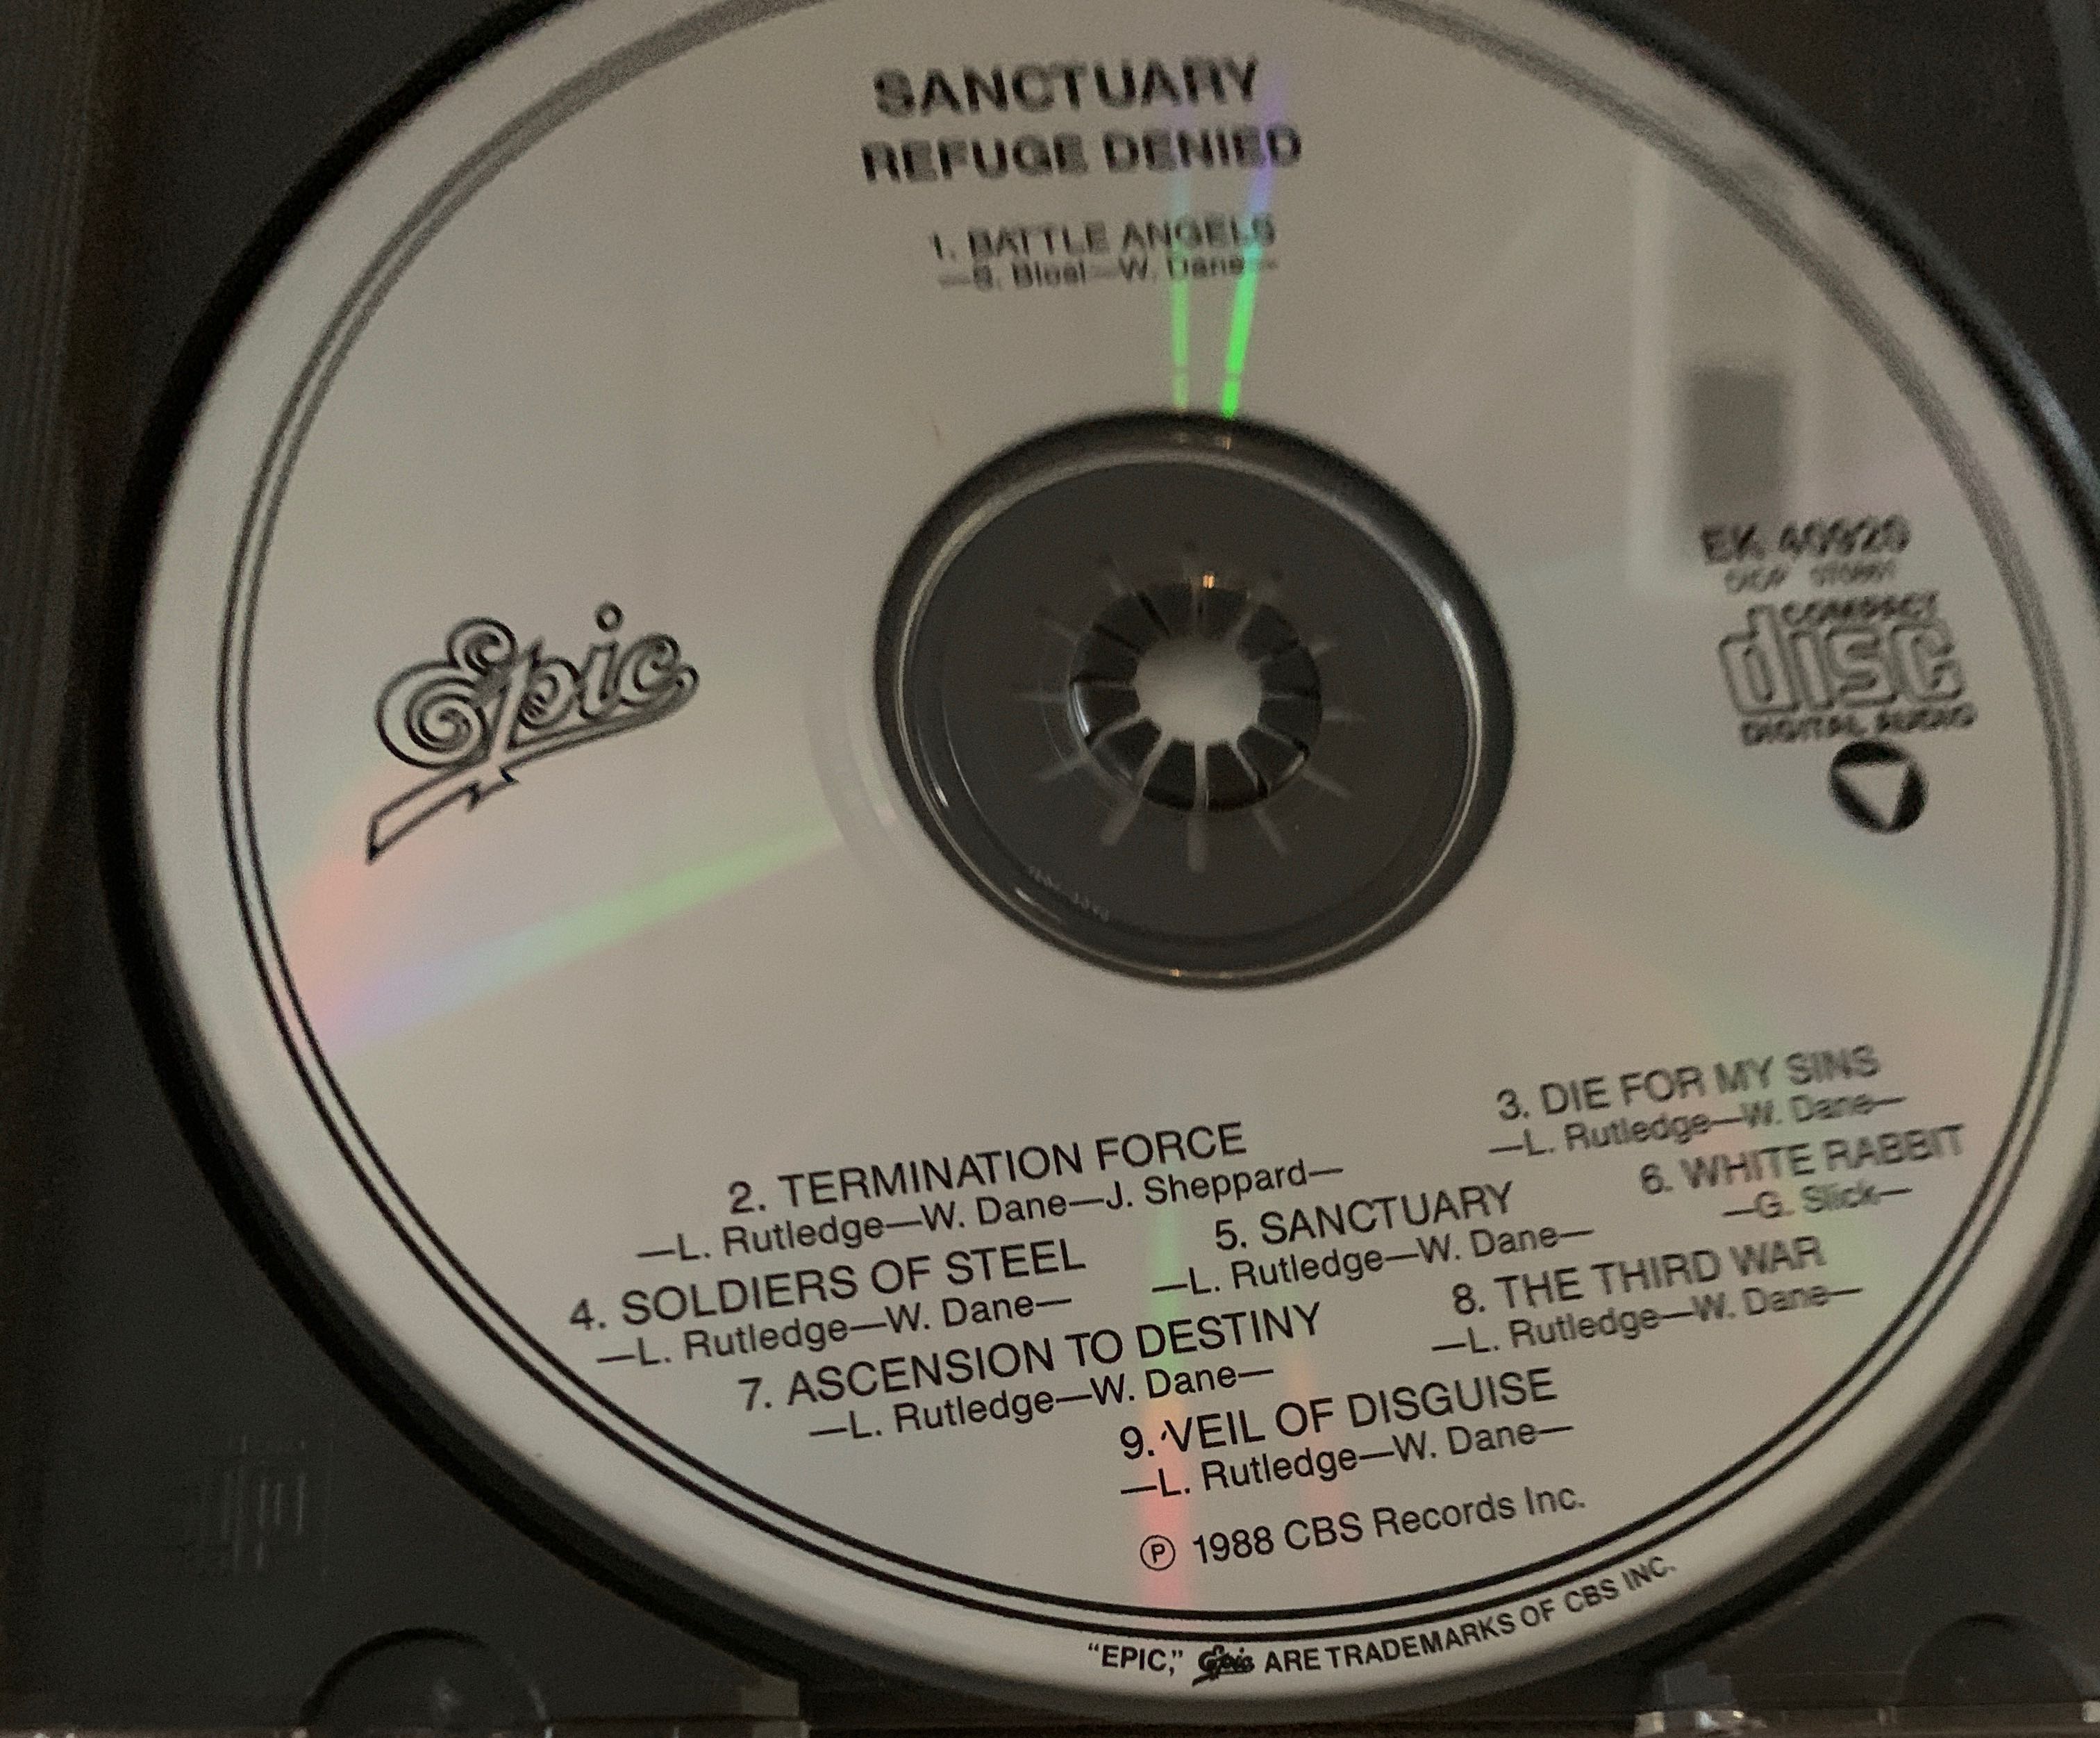 SANCTUARY
REFUGE DENIED
1. BATTLE ANGELS
—S. Blosl—W. Dane—
Epic
EK 40920
COMPACT
disc
DIGITAL AUDIO
2. TERMINATION FORCE
—L. Rutledge—W. Dane—J. Sheppard—
3. DIE FOR MY SINS
—L. Rutledge—W. Dane—
4. SOLDIERS OF STEEL
—L. Rutledge—W. Dane—
5. SANCTUARY
—L. Rutledge—W. Dane—
6. WHITE RABBIT
—G. Slick—
7. ASCENSION TO DESTINY
—L. Rutledge—W. Dane—
8. THE THIRD WAR
—L. Rutledge—W. Dane—
9. VEIL OF DISGUISE
—L. Rutledge—W. Dane—
Ⓟ 1988 CBS Records Inc.
“EPIC,” Epic ARE TRADEMARKS OF CBS INC.